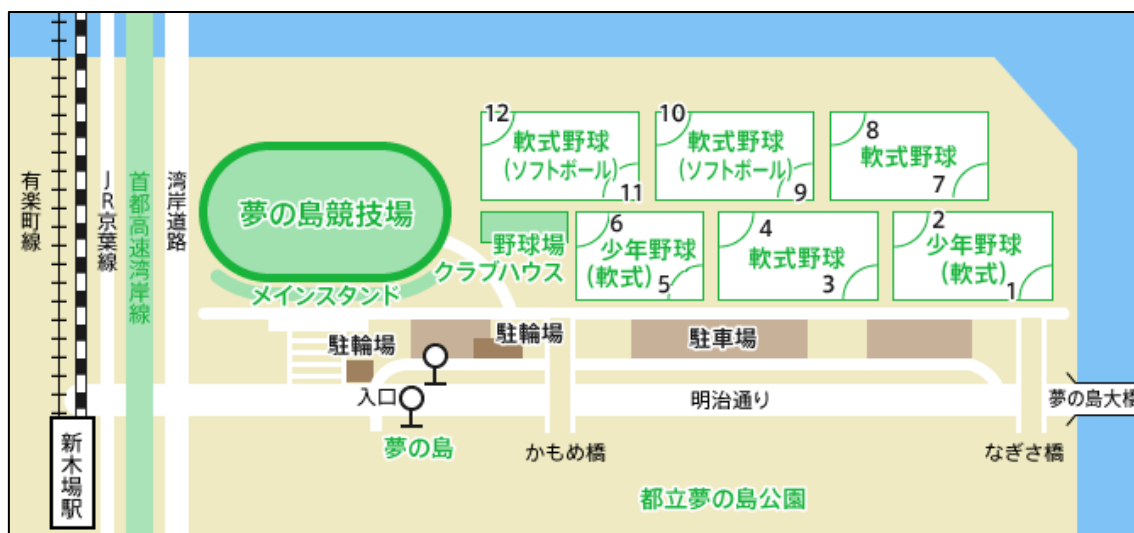 有楽町線
JR京葉線
首都高速湾岸線
湾岸道路
新木場駅
夢の島競技場
メインスタンド
12
軟式野球
(ソフトボール)
11
10
軟式野球
(ソフトボール)
9
8
軟式野球
7
野球場
クラブハウス
6
少年野球
(軟式)
5
4
軟式野球
3
2
少年野球
(軟式)
1
駐輪場
駐輪場
駐車場
入口
明治通り
夢の島大橋
夢の島
かもめ橋
なぎさ橋
都立夢の島公園